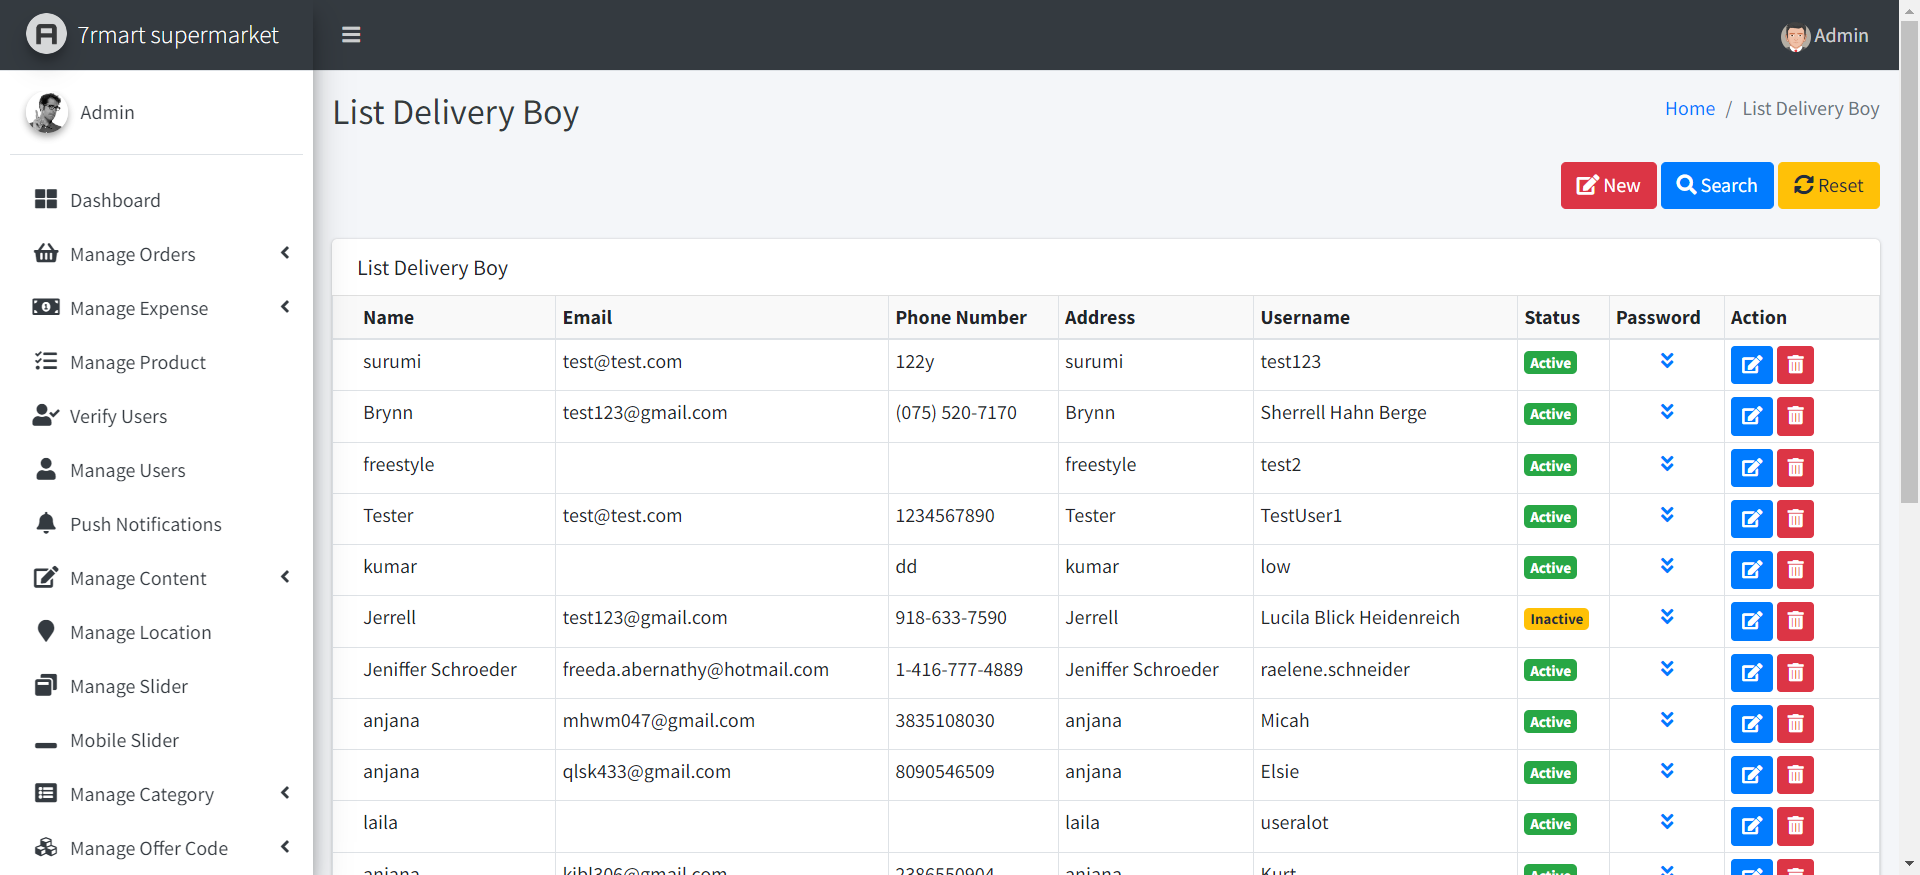 7rmart supermarket
Admin
Admin
Dashboard
Manage Orders
Manage Expense
Manage Product
Verify Users
Manage Users
Push Notifications
Manage Content
Manage Location
Manage Slider
Mobile Slider
Manage Category
Manage Offer Code
List Delivery Boy
Home / List Delivery Boy
New Search Reset
List Delivery Boy
Name Email Phone Number Address Username Status Password Action
surumi test@test.com 122y surumi test123 Active
Brynn test123@gmail.com (075) 520-7170 Brynn Sherrell Hahn Berge Active
freestyle freestyle test2 Active
Tester test@test.com 1234567890 Tester TestUser1 Active
kumar dd kumar low Active
Jerrell test123@gmail.com 918-633-7590 Jerrell Lucila Blick Heidenreich Inactive
Jeniffer Schroeder freeda.abernathy@hotmail.com 1-416-777-4889 Jeniffer Schroeder raelene.schneider Active
anjana mhwm047@gmail.com 3835108030 anjana Micah Active
anjana qlsk433@gmail.com 8090546509 anjana Elsie Active
laila laila useralot Active
anjana anjana Kurt Active